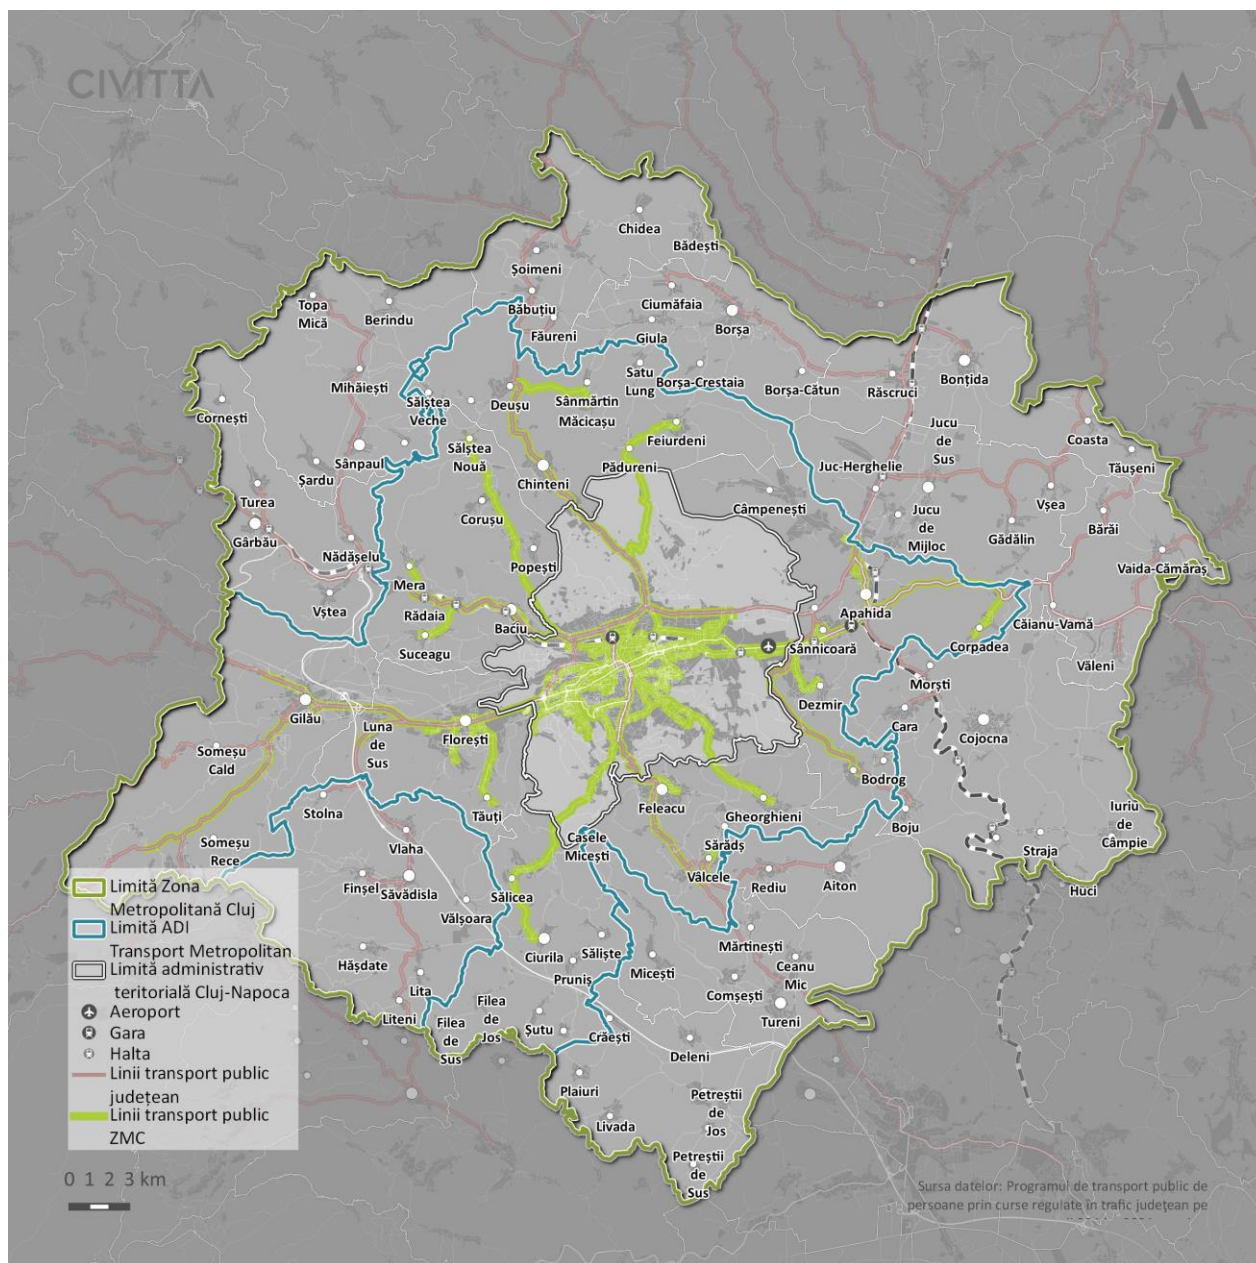 CIVITTA
Chidea
Bădești
Șoimeni
Ciumăfaia
Topa
Mică
Berindu
Băbuțiu
Borșa
Făureni
Giula
Mihăiești
Satu
Lung
Borșa-Crestaia
Borșa-Cătun
Răscruci
Bonțida
Cornești
Sălștea
Veche
Deușu
Sânmărtin
Măcicașu
Feiurdeni
Jucu
de
Sus
Coasta
Tăușeni
Sânpaul
Sălștea
Nouă
Pădureni
Juc-Herghelie
Șardu
Chinteni
Turea
Corușu
Câmpenești
Jucu
de
Mijloc
Vșea
Bărăi
Gârbău
Gădălin
Nădășelu
Popești
Vaida-Cămăraș
Mera
Vștea
Rădaia
Baciu
Apahida
Căianu-Vamă
Suceagu
Sânnicoară
Corpadea
Văleni
Morști
Dezmir
Gilău
Luna
de
Sus
Florești
Cara
Cojocna
Someșu
Cald
Bodrog
Feleacu
Stolna
Tăuți
Gheorghieni
Boju
Iuriu
de
Câmpie
Someșu
Rece
Vlaha
Casele
Micești
Sărădș
Straja
Vâlcele
Finșel
Săvădisla
Rediu
Aiton
Huci
Sălicea
Vălșoara
Mărtinești
Ciurila
Săliște
Hășdate
Pruniș
Micești
Ceanu
Mic
Lita
Comșești
Liteni
Filea
de
Jos
Filea
de
Sus
Șutu
Crăești
Tureni
Deleni
Plaiuri
Petreștii
de
Jos
Livada
Petreștii
de
Sus
Limită Zona
Metropolitană Cluj
Limită ADI
Transport Metropolitan
Limită administrativ
teritorială Cluj-Napoca
Aeroport
Gara
Halta
Linii transport public
județean
Linii transport public
ZMC
0 1 2 3 km
Sursa datelor: Programul de transport public de
persoane prin curse regulate în trafic județean pe